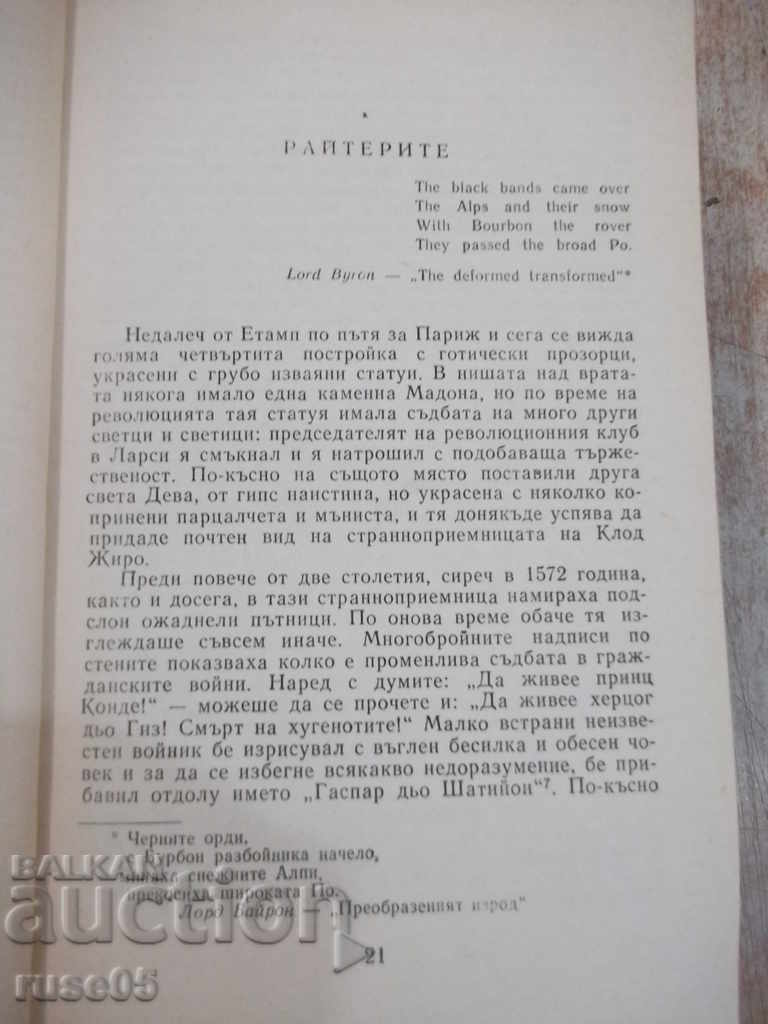 РАЙТЕРИТЕ
The black bands came over
The Alps and their snow
With Bourbon the rover
They passed the broad Po.
Lord Byron — „The deformed transformed“*
Недалеч от Етамп по пътя за Париж и сега се вижда
голяма четвъртита постройка с готически прозорци,
украсени с грубо изваяни статуи. В нишата над врата-
та някога имало една каменна Мадона, но по време на
революцията тая статуя имала съдбата на много други
светци и светици: председателят на революционния клуб
в Ларси я смъкнал и я натрошил с подобаваща тър-
жественост. По-късно на същото място поставили друга
света Дева, от гипс наистина, но украсена с няколко ко-
принени парцалчета и мъниста, и тя донякъде успява да
придаде почтен вид на странноприемницата на Клод
Жиро.
Преди повече от две столетия, сиреч в 1572 година,
както и досега, в тази странноприемница намираха под-
слон ожаднели пътници. По онова време обаче тя из-
глеждаше съвсем иначе. Многобройните надписи по
стените показваха колко е променлива съдбата в граж-
данските войни. Наред с думите: „Да живее принц
Конде!“ — можеше да се прочете и: „Да живее херцог
дьо Гиз! Смърт на хугенотите!“ Малко встрани неизве-
стен войник бе изрисувал с въглен бесилка и обесен чо-
век и за да се избегне всякакво недоразумение, бе при-
бавил отдолу името „Гаспар дьо Шатийон“⁷. По-късно
* Черните орди,
с Бурбон разбойника начело,
минаха снежните Алпи,
прекосиха широката По.
Лорд Байрон — „Преобразеният изрод“
21
BALKAN
auction
ruse05